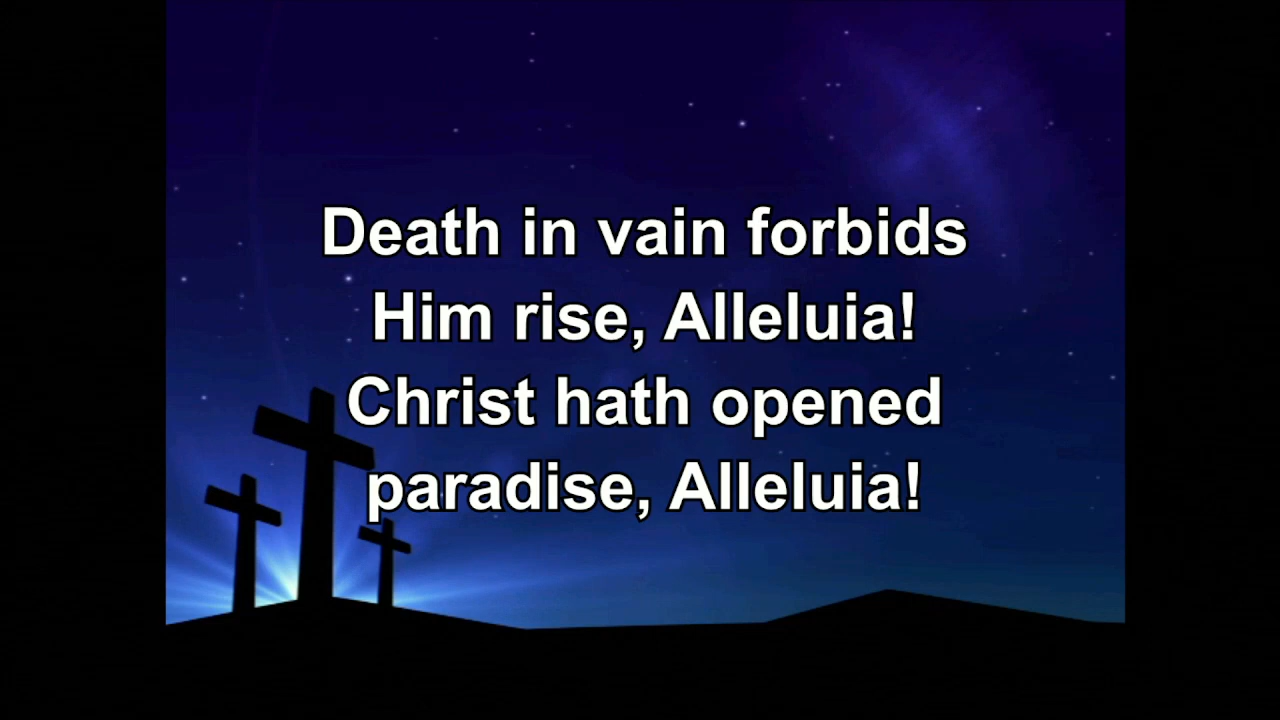 Death in vain forbids
Him rise, Alleluia!
Christ hath opened
paradise, Alleluia!